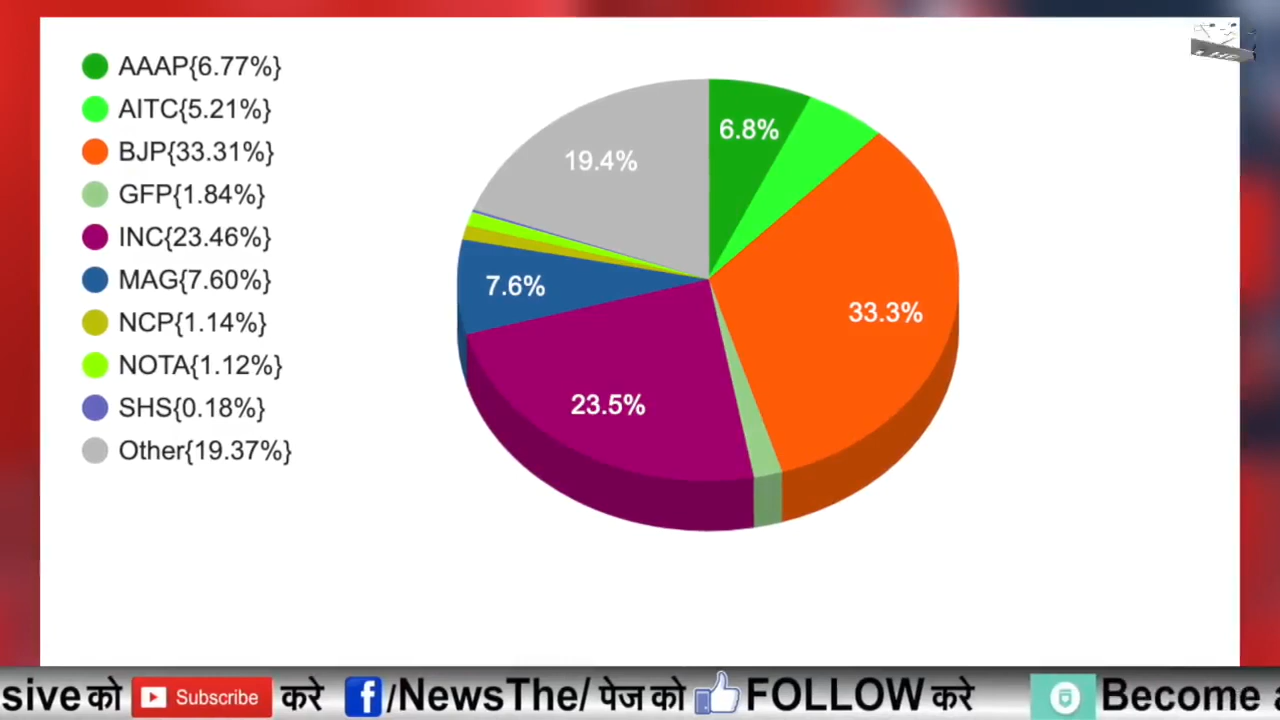 AAAP{6.77%}
AITC{5.21%}
BJP{33.31%}
GFP{1.84%}
INC{23.46%}
MAG{7.60%}
NCP{1.14%}
NOTA{1.12%}
SHS{0.18%}
Other{19.37%}
6.8%
19.4%
7.6%
33.3%
23.5%
sive को Subscribe करे /NewsThe/ पेज को FOLLOW करे Become